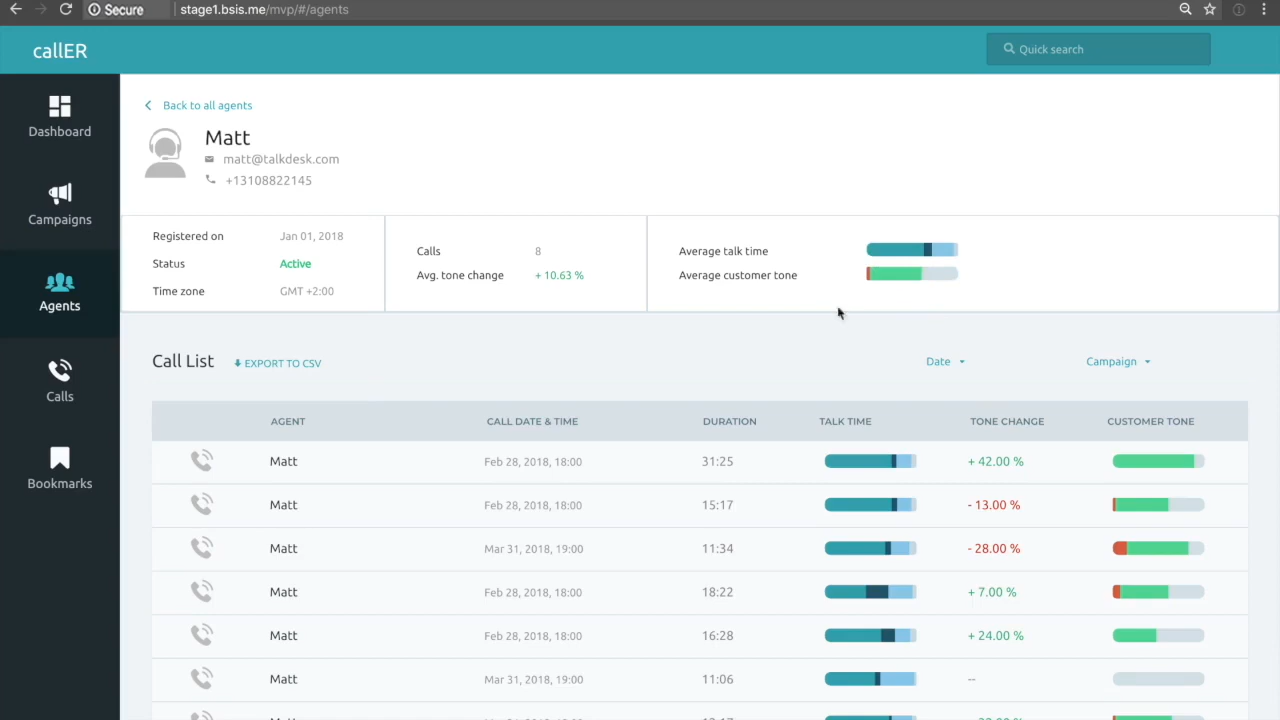 Secure stage1.bsis.me/mvp/#/agents
callER
Quick search
Dashboard
Campaigns
Agents
Calls
Bookmarks
Back to all agents
Matt
matt@talkdesk.com
+13108822145
Registered on Jan 01, 2018
Status Active
Time zone GMT +2:00
Calls 8
Avg. tone change + 10.63 %
Average talk time
Average customer tone
Call List EXPORT TO CSV Date Campaign
AGENT CALL DATE & TIME DURATION TALK TIME TONE CHANGE CUSTOMER TONE
Matt Feb 28, 2018, 18:00 31:25 + 42.00 %
Matt Feb 28, 2018, 18:00 15:17 - 13.00 %
Matt Mar 31, 2018, 19:00 11:34 - 28.00 %
Matt Feb 28, 2018, 18:00 18:22 + 7.00 %
Matt Feb 28, 2018, 18:00 16:28 + 24.00 %
Matt Mar 31, 2018, 19:00 11:06 --